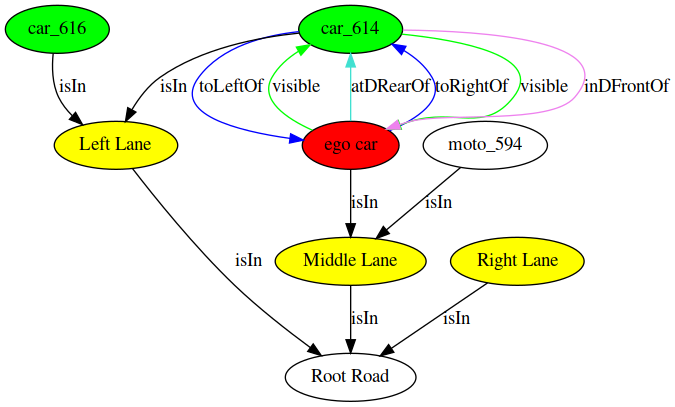 car_616
car_614
isIn
isIn
toLeftOf
visible
atDRearOf
toRightOf
visible
inDFrontOf
Left Lane
ego car
moto_594
isIn
isIn
isIn
Middle Lane
Right Lane
isIn
isIn
Root Road